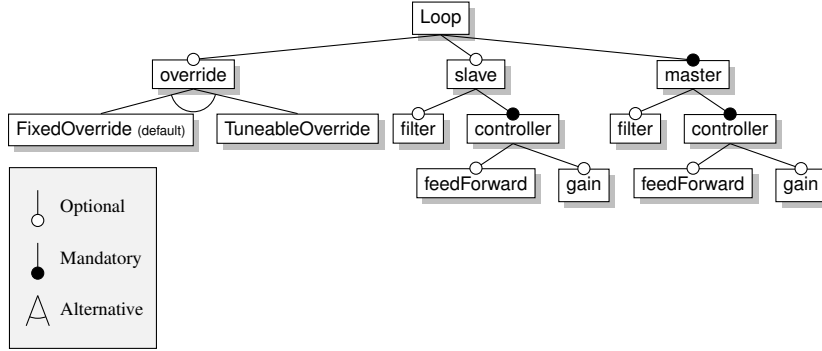 Loop
override slave master
FixedOverride (default) TuneableOverride filter controller filter controller
feedForward gain feedForward gain
Optional
Mandatory
Alternative